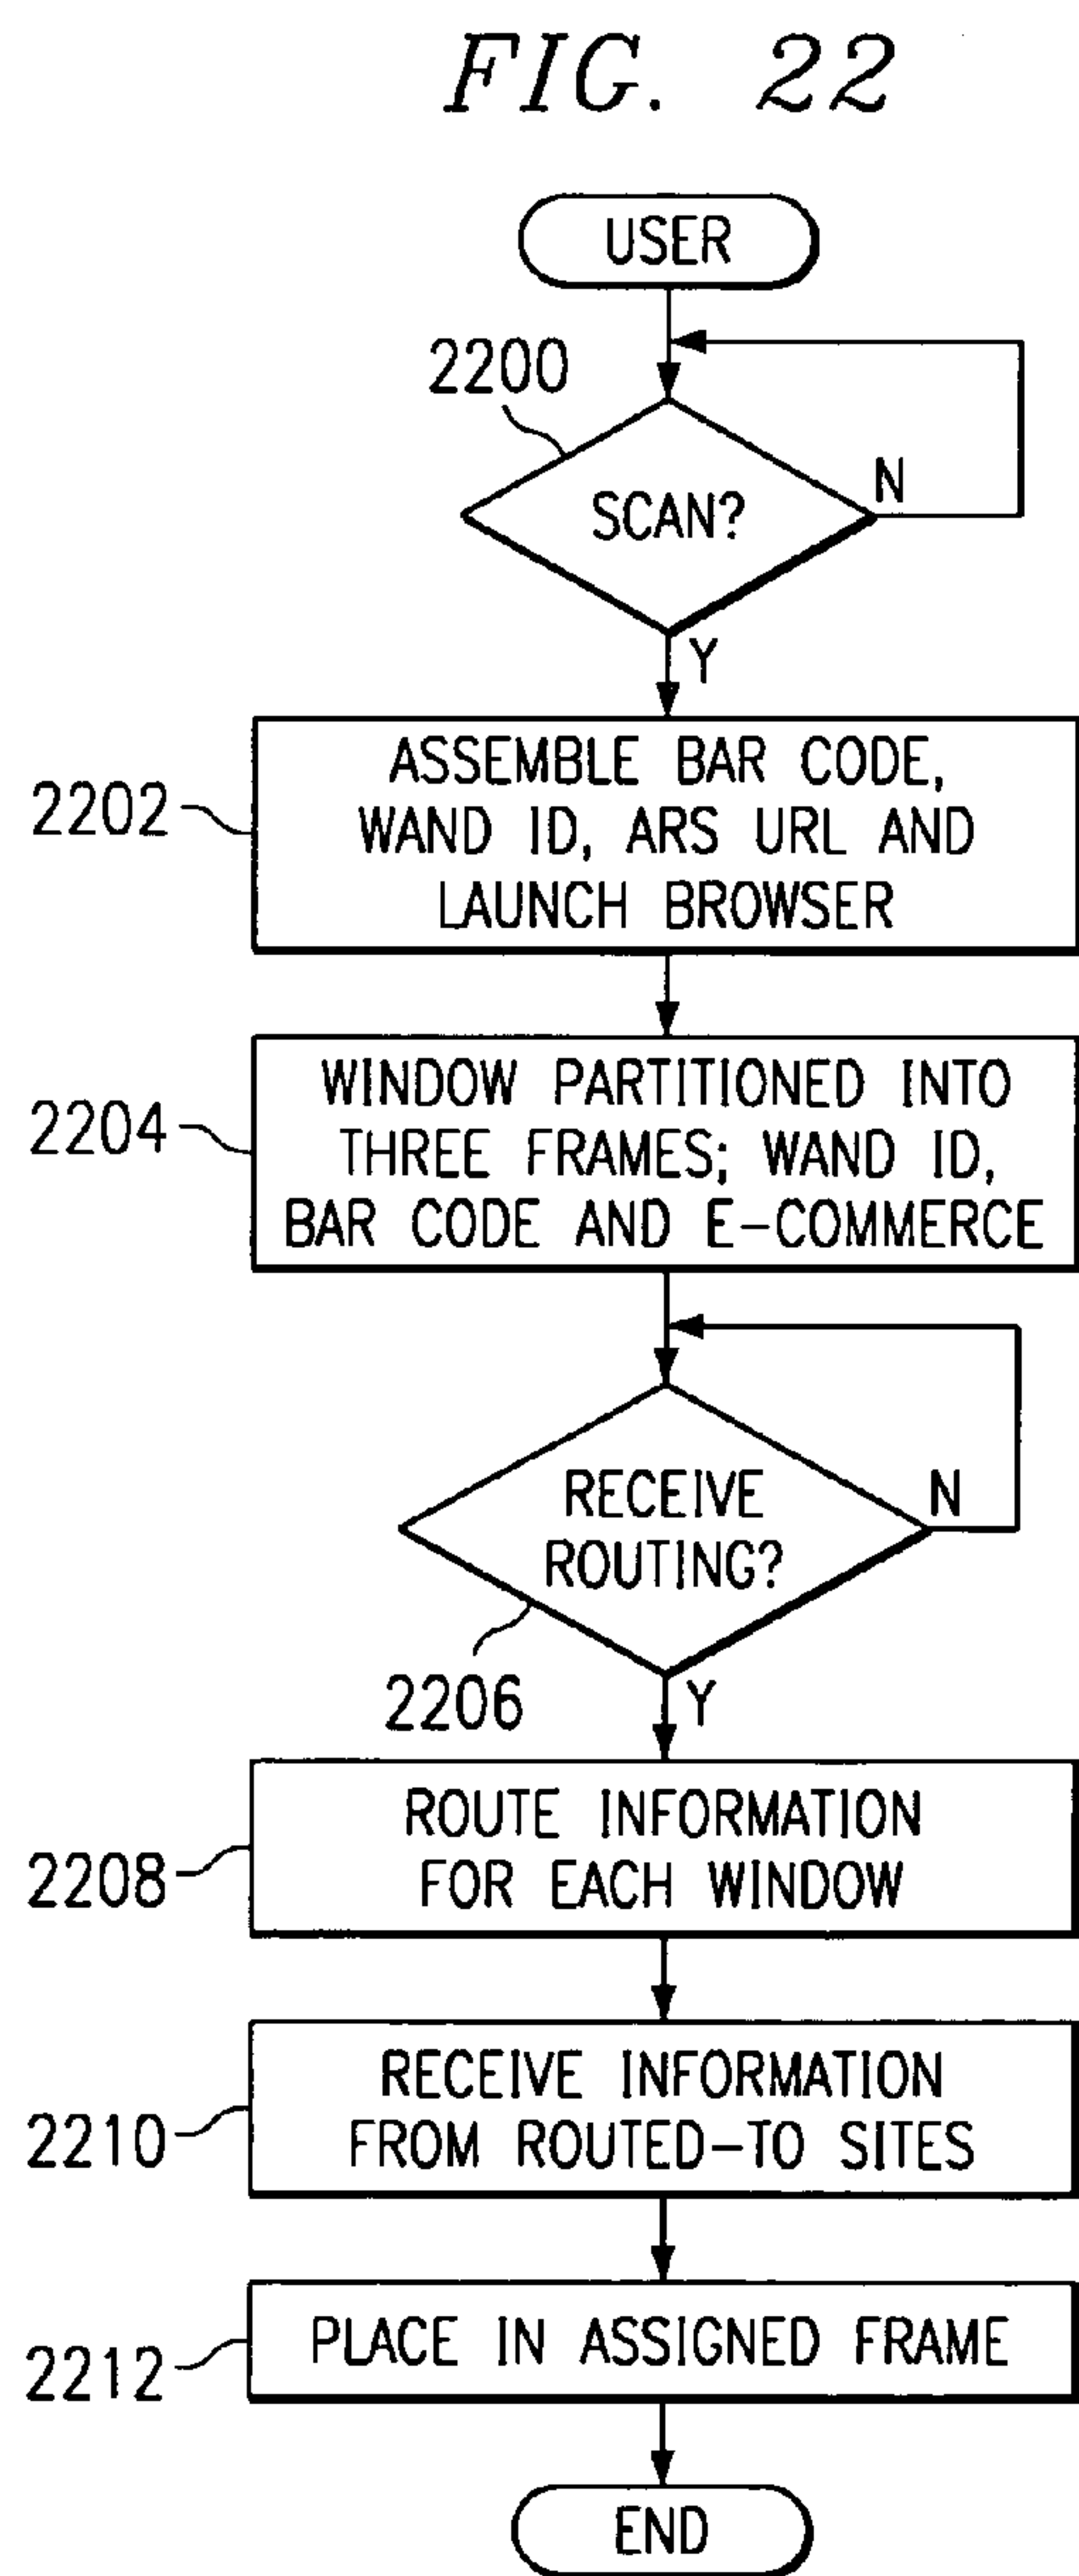 FIG. 22
USER
2200
SCAN?
N
Y
2202
ASSEMBLE BAR CODE,
WAND ID, ARS URL AND
LAUNCH BROWSER
2204
WINDOW PARTITIONED INTO
THREE FRAMES; WAND ID,
BAR CODE AND E-COMMERCE
RECEIVE
ROUTING?
N
2206
Y
2208
ROUTE INFORMATION
FOR EACH WINDOW
2210
RECEIVE INFORMATION
FROM ROUTED-TO SITES
2212
PLACE IN ASSIGNED FRAME
END